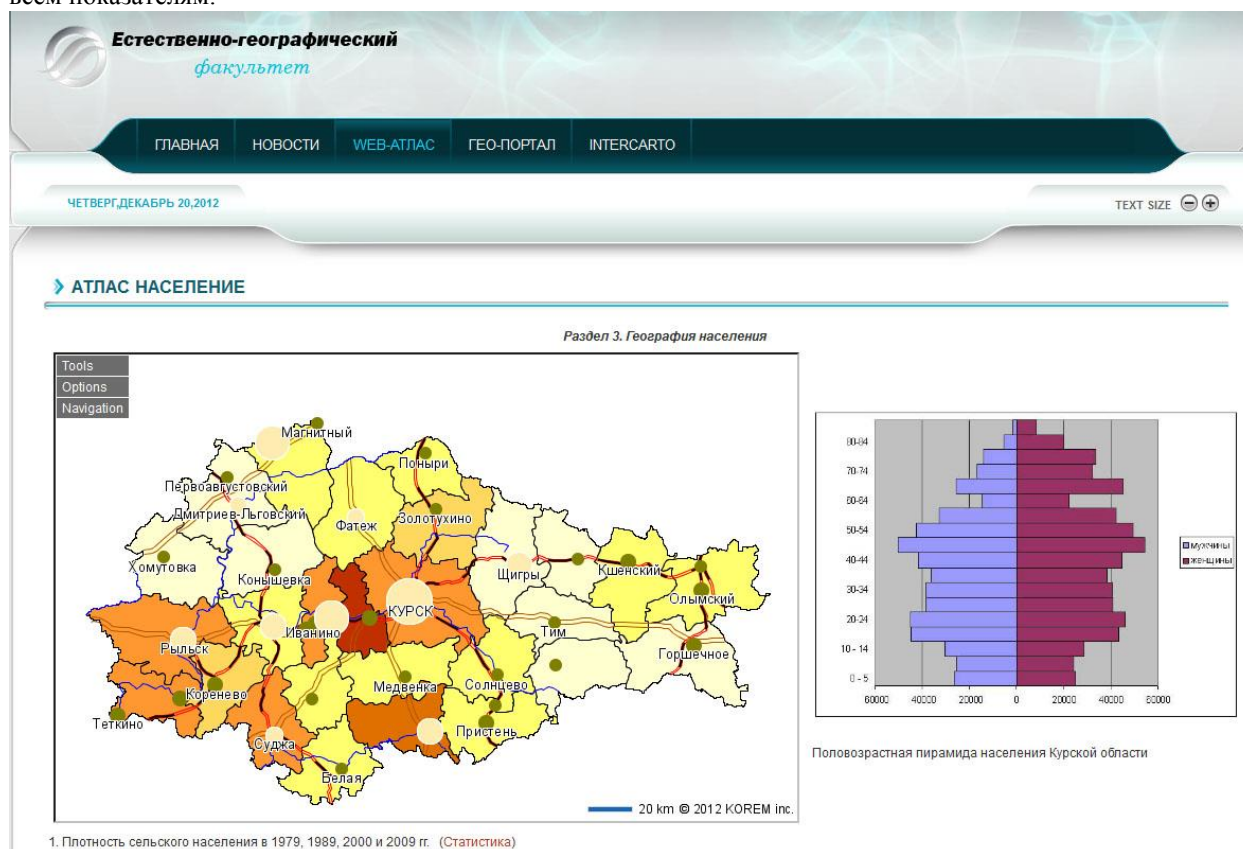 всем показателям.
Естественно-географический
факультет
ГЛАВНАЯ НОВОСТИ WEB-АТЛАС ГЕО-ПОРТАЛ INTERCARTO
ЧЕТВЕРГ,ДЕКАБРЬ 20,2012
TEXT SIZE
АТЛАС НАСЕЛЕНИЕ
Раздел 3. География населения
Tools
Options
Navigation
Магнитный
Поныри
Первоавгустовский
Дмитриев-Льговский
Фатеж
Золотухино
Хомутовка
Конышевка
Щигры
Кшенский
Олымский
КУРСК
Иванино
Тим
Рыльск
Горшечное
Коренево
Медвенка
Солнцево
Теткино
Суджа
Пристень
Белая
20 km © 2012 KOREM inc.
80-84
70-74
60-64
50-54
40-44
30-34
20-34
10 - 14
0 - 5
60000 40000 20000 0 20000 40000 60000
мужчины
женщины
Половозрастная пирамида населения Курской области
1. Плотность сельского населения в 1979, 1989, 2000 и 2009 гг. (Статистика)